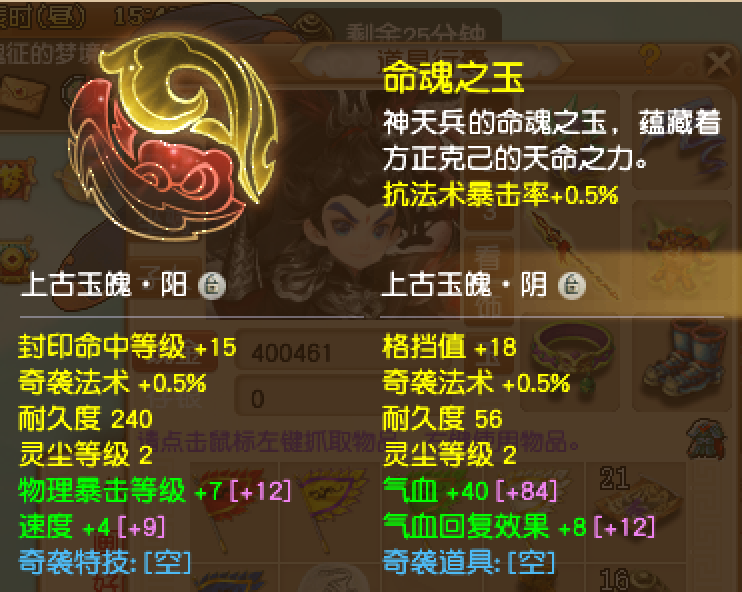 剩余25分钟
命魂之玉
神天兵的命魂之玉，蕴藏着
方正克己的天命之力。
抗法术暴击率+0.5%
上古玉魄·阳
封印命中等级 +15
奇袭法术 +0.5%
耐久度 240
灵尘等级 2
物理暴击等级 +7 [+12]
速度 +4 [+9]
奇袭特技: [空]
上古玉魄·阴
格挡值 +18
奇袭法术 +0.5%
耐久度 56
灵尘等级 2
气血 +40 [+84]
气血回复效果 +8 [+12]
奇袭道具: [空]
400461
0
21
16